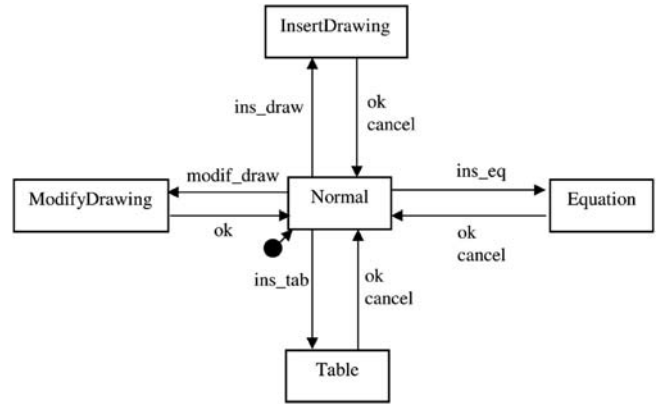 InsertDrawing
ins_draw
ok
cancel
modif_draw
ins_eq
ModifyDrawing
Normal
Equation
ok
ok
cancel
ins_tab
ok
cancel
Table